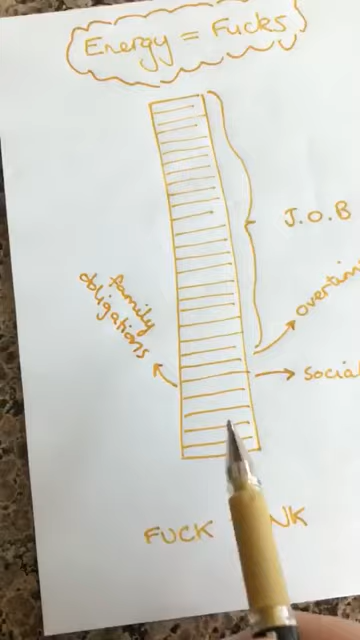 Energy = Fucks
J.O.B
family
obligations
overtim
social
FUCK
NK